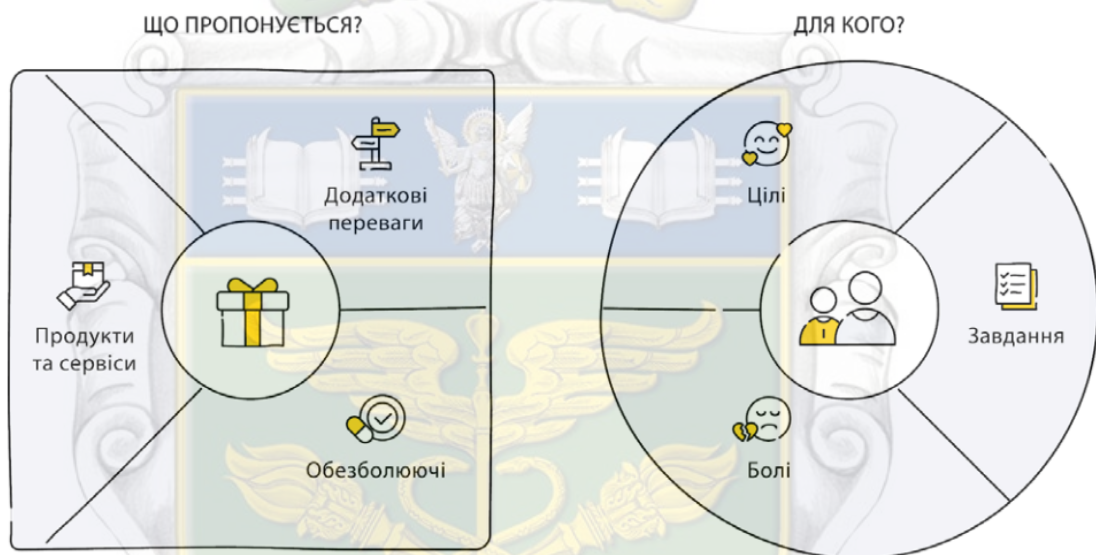 ЩО ПРОПОНУЄТЬСЯ?
ДЛЯ КОГО?
Додаткові
переваги
Продукти
та сервіси
Обезболюючі
Цілі
Завдання
Болі